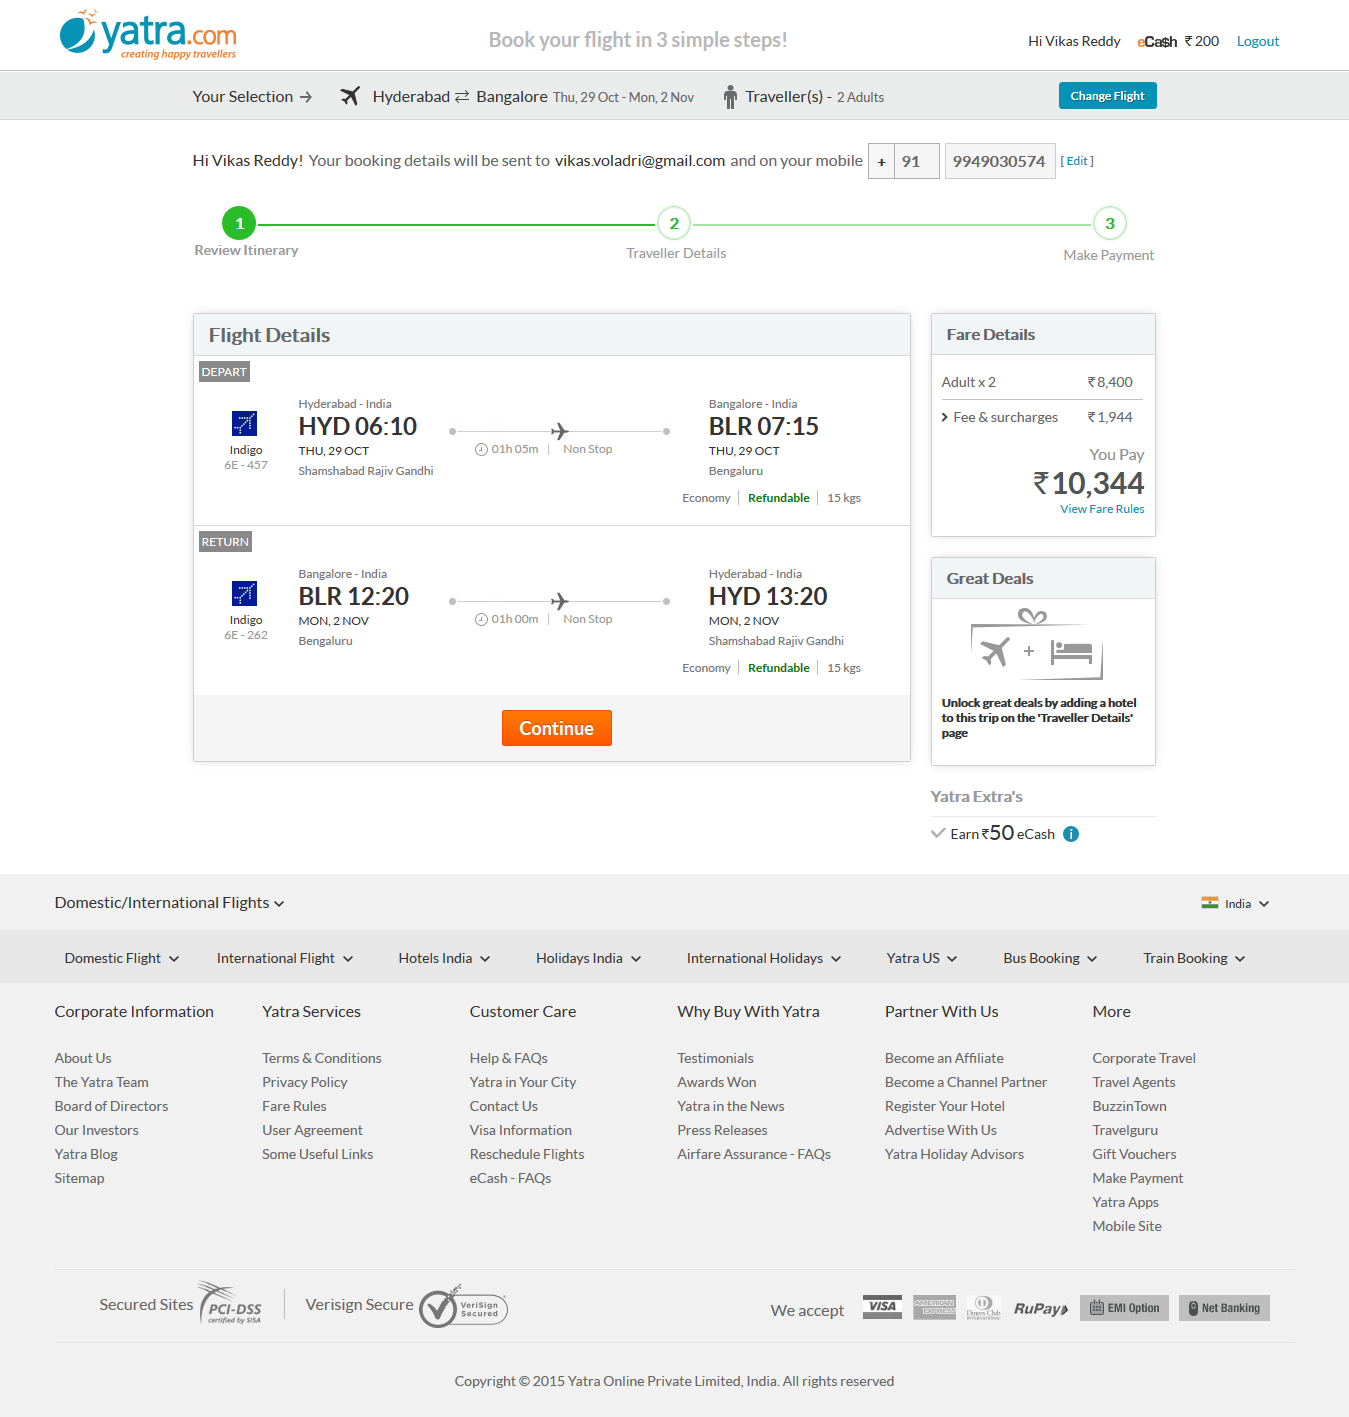 yatra.com
creating happy travellers
Book your flight in 3 simple steps!
Hi Vikas Reddy eCash ₹ 200 Logout
Your Selection Hyderabad ⇄ Bangalore Thu, 29 Oct - Mon, 2 Nov Traveller(s) - 2 Adults Change Flight
Hi Vikas Reddy! Your booking details will be sent to vikas.voladri@gmail.com and on your mobile + 91 9949030574 [ Edit ]
1 2 3
Review Itinerary Traveller Details Make Payment
Flight Details
DEPART
Indigo
6E - 457
Hyderabad - India
HYD 06:10
THU, 29 OCT
Shamshabad Rajiv Gandhi
01h 05m | Non Stop
Bangalore - India
BLR 07:15
THU, 29 OCT
Bengaluru
Economy | Refundable | 15 kgs
RETURN
Indigo
6E - 262
Bangalore - India
BLR 12:20
MON, 2 NOV
Bengaluru
01h 00m | Non Stop
Hyderabad - India
HYD 13:20
MON, 2 NOV
Shamshabad Rajiv Gandhi
Economy | Refundable | 15 kgs
Continue
Fare Details
Adult x 2 ₹8,400
Fee & surcharges ₹1,944
You Pay
₹10,344
View Fare Rules
Great Deals
+
Unlock great deals by adding a hotel
to this trip on the 'Traveller Details'
page
Yatra Extra's
Earn ₹50 eCash i
Domestic/International Flights India
Domestic Flight International Flight Hotels India Holidays India International Holidays Yatra US Bus Booking Train Booking
Corporate Information
About Us
The Yatra Team
Board of Directors
Our Investors
Yatra Blog
Sitemap
Yatra Services
Terms & Conditions
Privacy Policy
Fare Rules
User Agreement
Some Useful Links
Customer Care
Help & FAQs
Yatra in Your City
Contact Us
Visa Information
Reschedule Flights
eCash - FAQs
Why Buy With Yatra
Testimonials
Awards Won
Yatra in the News
Press Releases
Airfare Assurance - FAQs
Partner With Us
Become an Affiliate
Become a Channel Partner
Register Your Hotel
Advertise With Us
Yatra Holiday Advisors
More
Corporate Travel
Travel Agents
BuzzinTown
Travelguru
Gift Vouchers
Make Payment
Yatra Apps
Mobile Site
Secured Sites
PCI-DSS
certified by SISA
Verisign Secure
VeriSign
Secured
We accept
VISA
AMERICAN
EXPRESS
Diners Club
INTERNATIONAL
RuPay
EMI Option
Net Banking
Copyright © 2015 Yatra Online Private Limited, India. All rights reserved